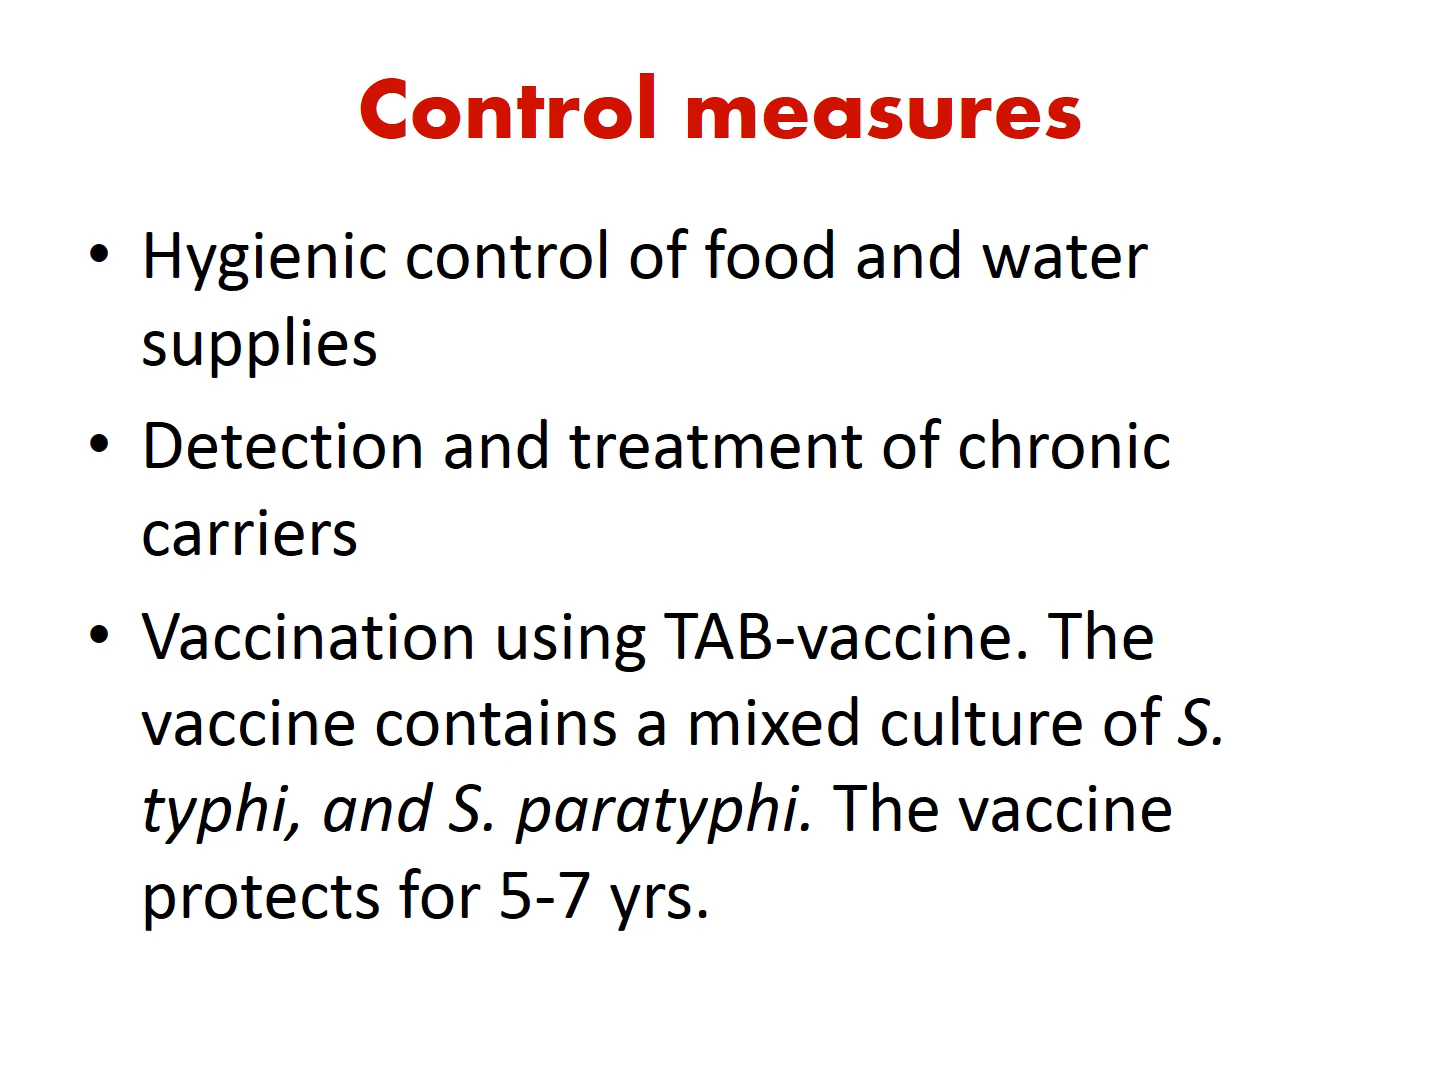 Control measures
• Hygienic control of food and water
supplies
• Detection and treatment of chronic
carriers
• Vaccination using TAB-vaccine. The
vaccine contains a mixed culture of S.
typhi, and S. paratyphi. The vaccine
protects for 5-7 yrs.